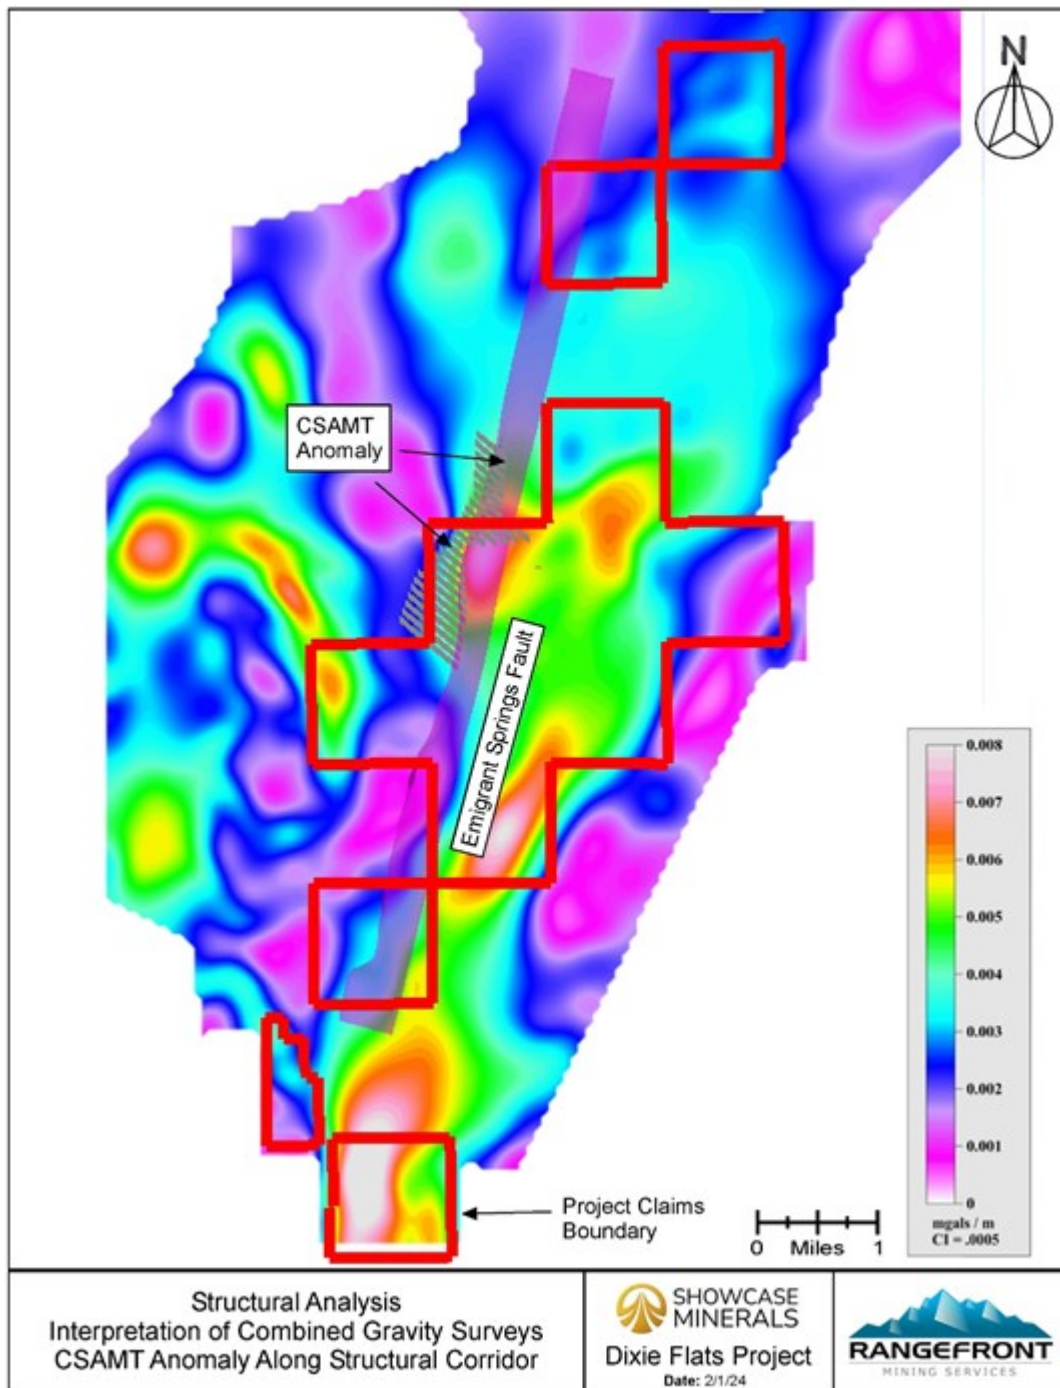 N
CSAMT
Anomaly
Emigrant Springs Fault
0.008
0.007
0.006
0.005
0.004
0.003
0.002
0.001
0
mgals / m
CI = .0005
Project Claims
Boundary
0 Miles 1
Structural Analysis
Interpretation of Combined Gravity Surveys
CSAMT Anomaly Along Structural Corridor
SHOWCASE
MINERALS
Dixie Flats Project
Date: 2/1/24
RANGEFRONT
MINING SERVICES